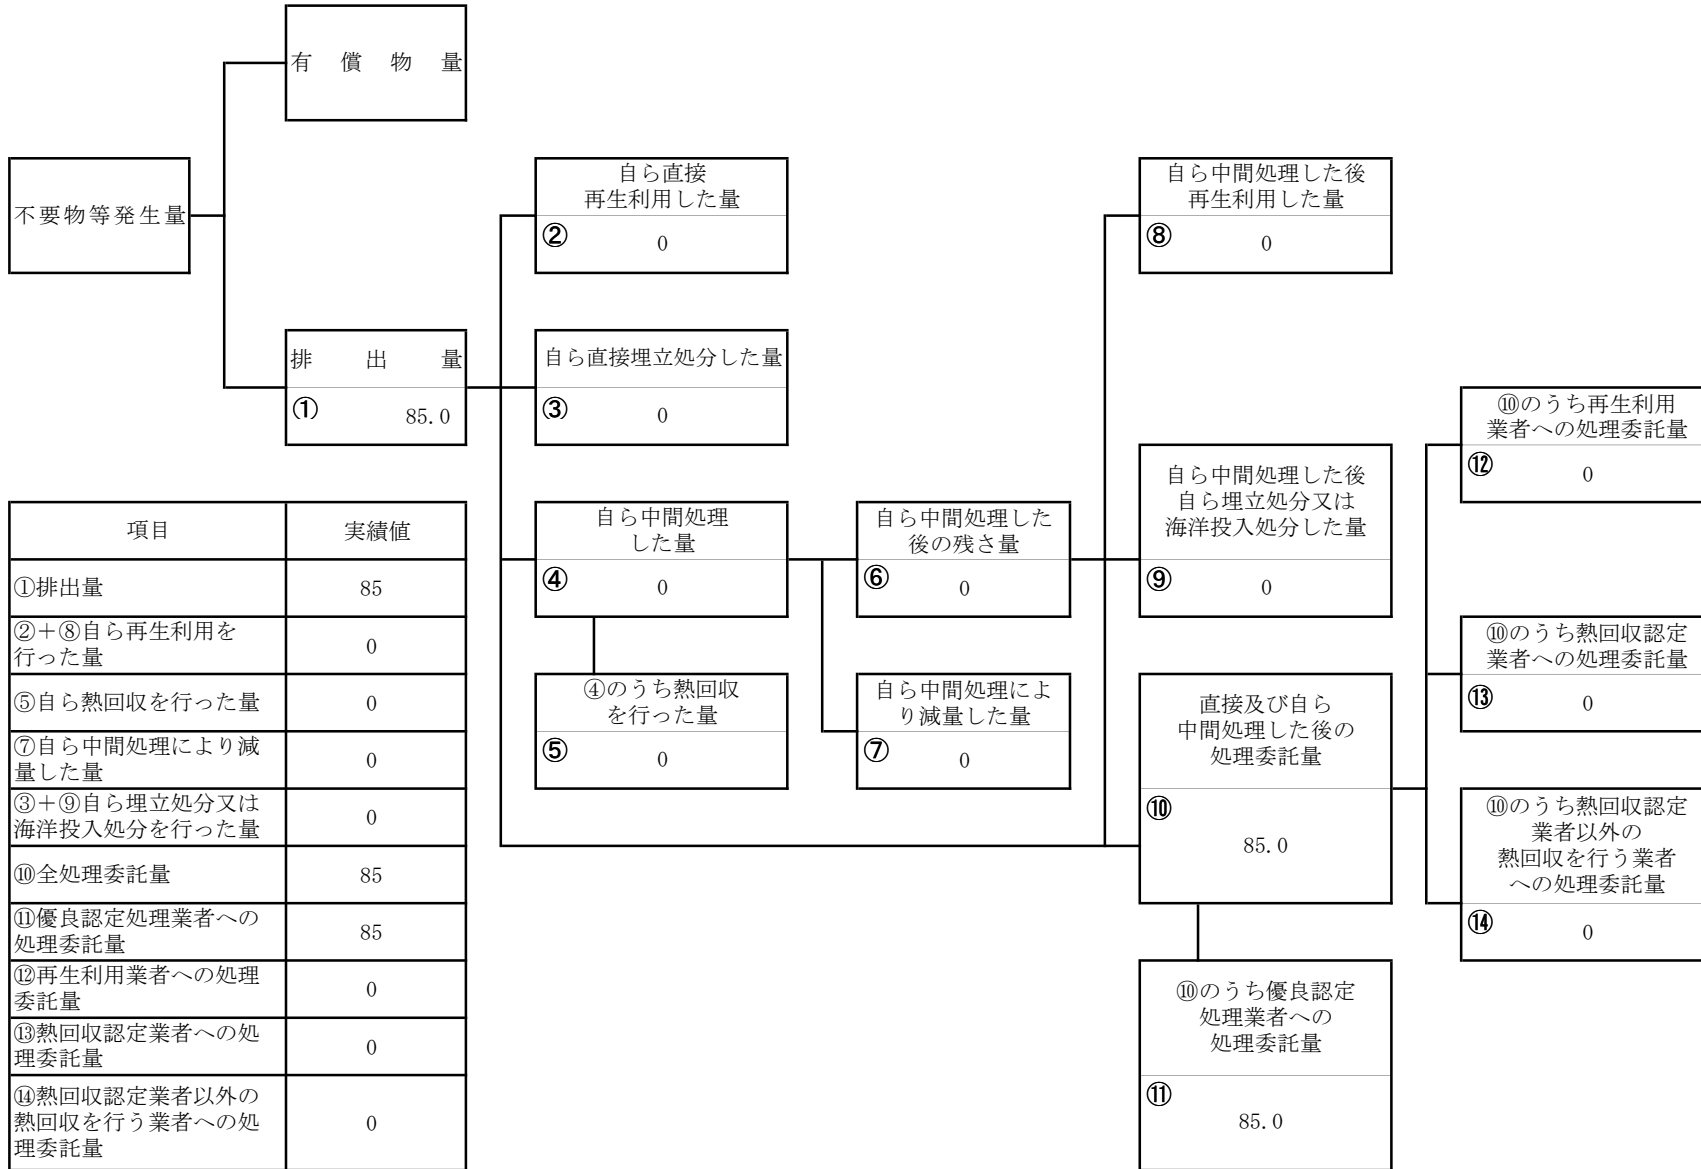 有償物量
不要物等発生量
排出量
①
85.0
自ら直接
再生利用した量
②
0
自ら直接埋立処分した量
③
0
自ら中間処理
した量
④
0
④のうち熱回収
を行った量
⑤
0
自ら中間処理した
後の残さ量
⑥
0
自ら中間処理によ
り減量した量
⑦
0
自ら中間処理した後
再生利用した量
⑧
0
自ら中間処理した後
自ら埋立処分又は
海洋投入処分した量
⑨
0
直接及び自ら
中間処理した後の
処理委託量
⑩
85.0
⑩のうち優良認定
処理業者への
処理委託量
⑪
85.0
⑩のうち再生利用
業者への処理委託量
⑫
0
⑩のうち熱回収認定
業者への処理委託量
⑬
0
⑩のうち熱回収認定
業者以外の
熱回収を行う業者
への処理委託量
⑭
0
項目 実績値
①排出量 85
②＋⑧自ら再生利用を
行った量 0
⑤自ら熱回収を行った量 0
⑦自ら中間処理により減
量した量 0
③＋⑨自ら埋立処分又は
海洋投入処分を行った量 0
⑩全処理委託量 85
⑪優良認定処理業者への
処理委託量 85
⑫再生利用業者への処理
委託量 0
⑬熱回収認定業者への処
理委託量 0
⑭熱回収認定業者以外の
熱回収を行う業者への処
理委託量 0